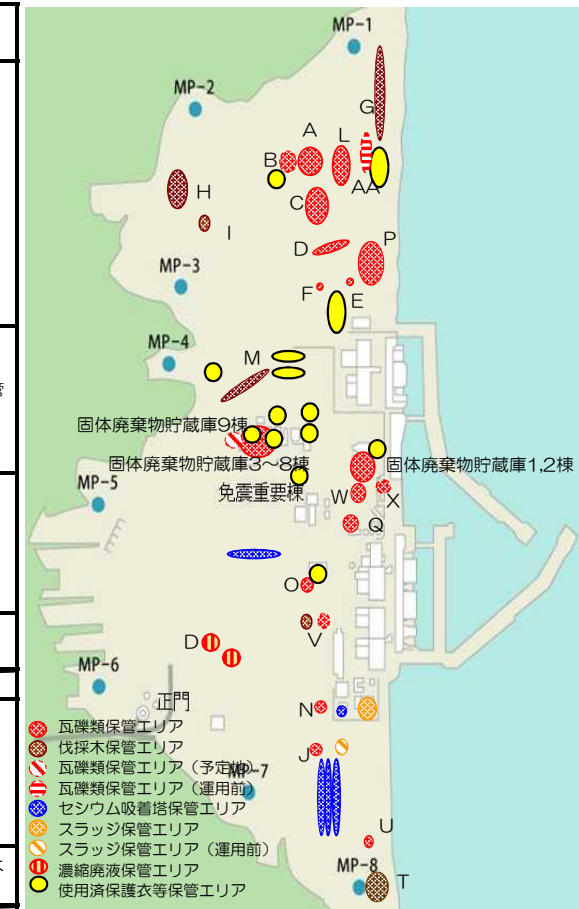 MP-1
MP-2
G
A
L
B
AA
H
C
I
D
P
MP-3
F
E
MP-4
M
管
固体廃棄物貯蔵庫9棟
固体廃棄物貯蔵庫3～8棟
固体廃棄物貯蔵庫1,2棟
免震重要棟
W
X
MP-5
Q
O
V
D
MP-6
正門
N
瓦礫類保管エリア
伐採木保管エリア
J
瓦礫類保管エリア（予定地）
MP-7
瓦礫類保管エリア（運用前）
セシウム吸着塔保管エリア
スラッジ保管エリア
U
スラッジ保管エリア（運用前）
濃縮廃液保管エリア
MP-8
T
使用済保護衣等保管エリア